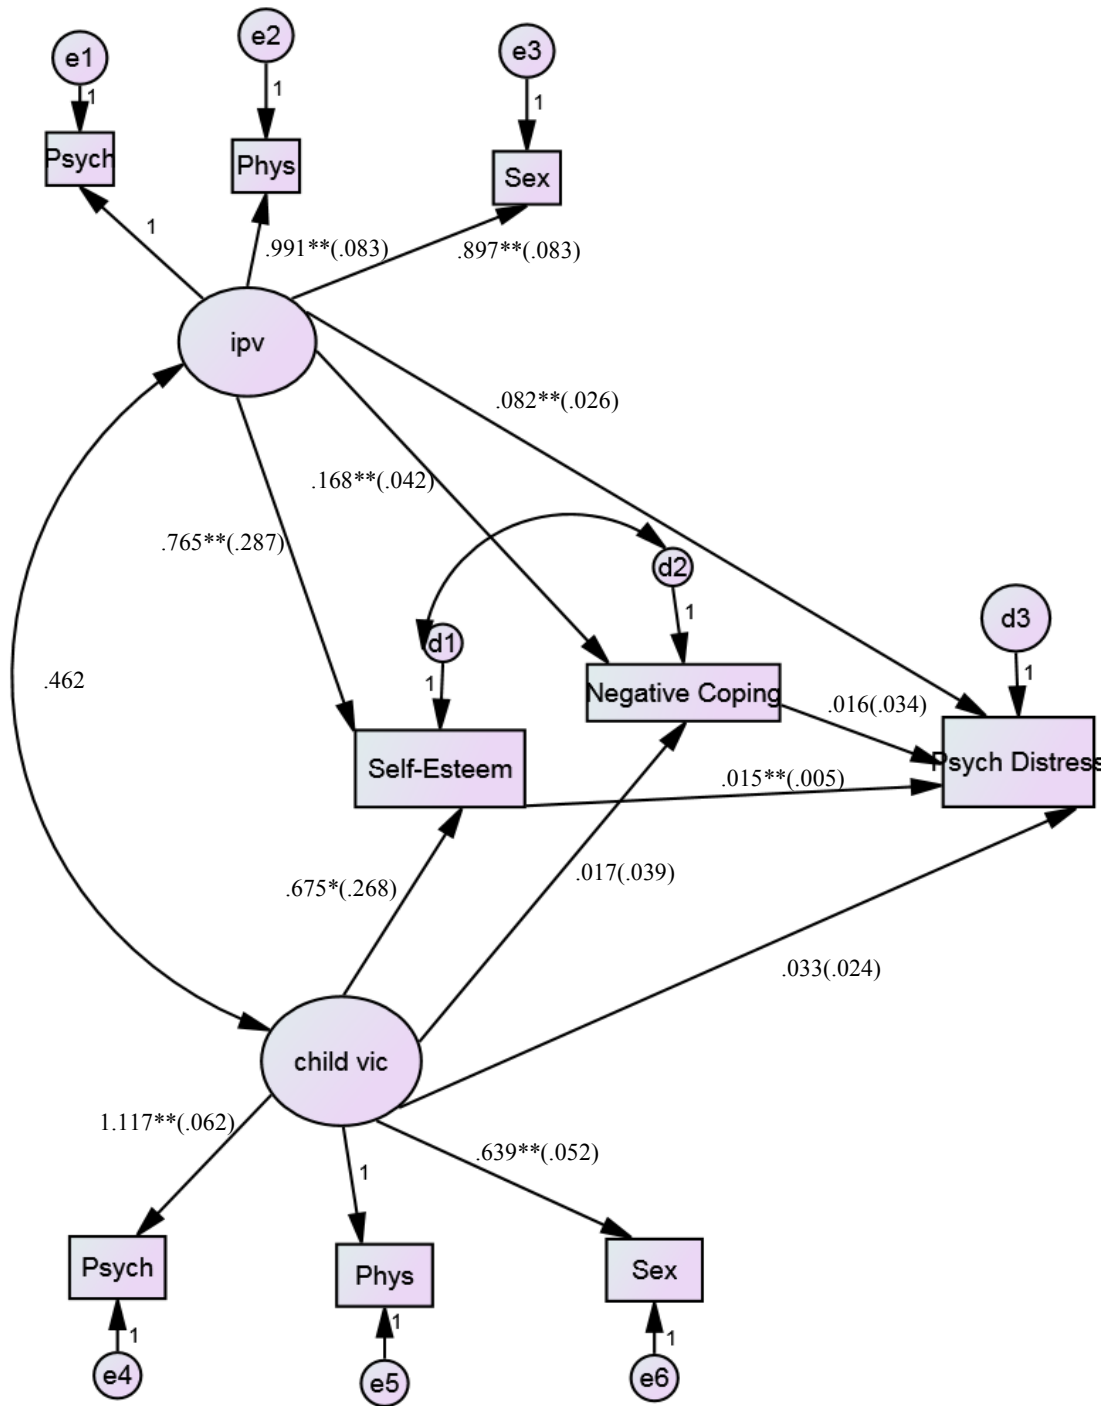 e1
e2
e3
1
1
1
Psych
Phys
Sex
1
.991**(.083)
.897**(.083)
ipv
.082**(.026)
.168**(.042)
.765**(.287)
d2
d1
d3
1
1
1
.462
Negative Coping
.016(.034)
Self-Esteem
Psych Distress
.015**(.005)
.675*(.268)
.017(.039)
.033(.024)
child vic
1.117**(.062)
1
.639**(.052)
Psych
Phys
Sex
1
1
1
e4
e5
e6